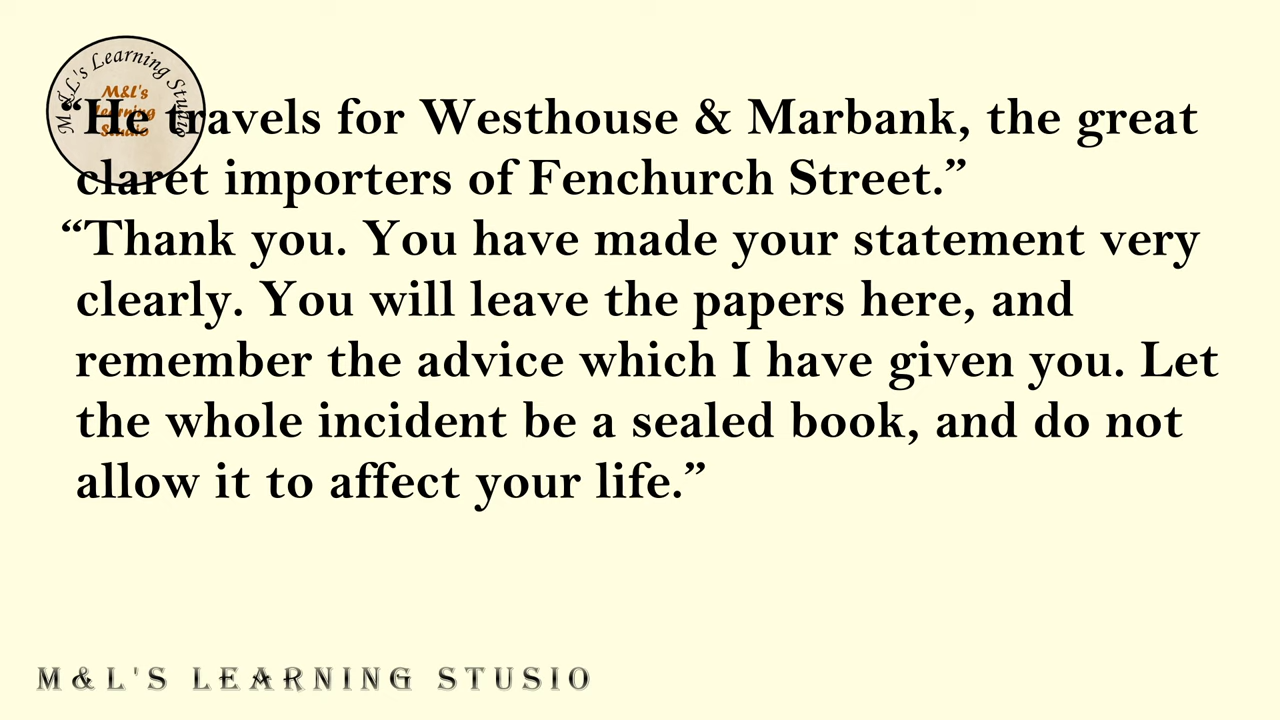 M&L's Learning Studio
M&L's
learning
Studio
“He travels for Westhouse & Marbank, the great
claret importers of Fenchurch Street.”
“Thank you. You have made your statement very
clearly. You will leave the papers here, and
remember the advice which I have given you. Let
the whole incident be a sealed book, and do not
allow it to affect your life.”
M&L'S LEARNING STUSIO